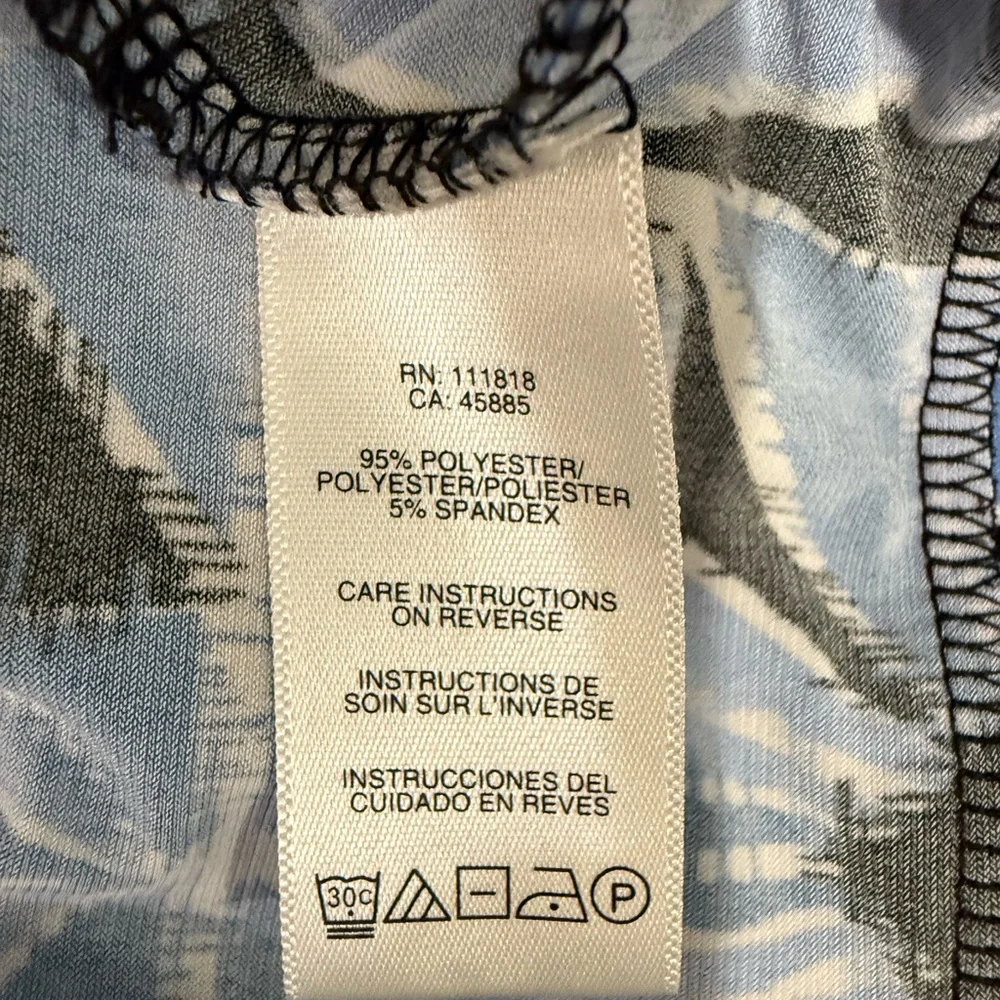 RN: 111818
CA: 45885
95% POLYESTER/
POLYESTER/POLIESTER
5% SPANDEX
CARE INSTRUCTIONS
ON REVERSE
INSTRUCTIONS DE
SOIN SUR L'INVERSE
INSTRUCCIONES DEL
CUIDADO EN REVES
30C P